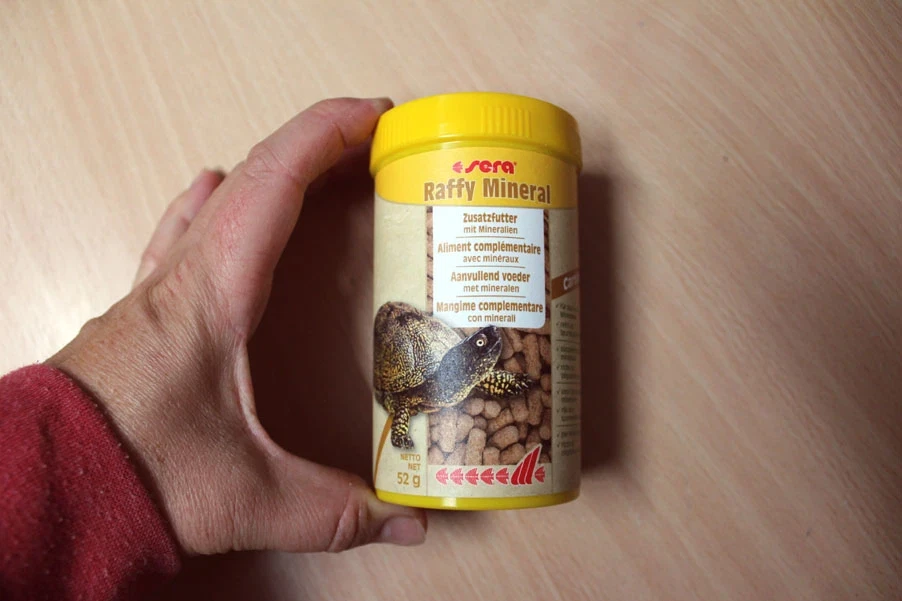 sera
Raffy Mineral
Zusatzfutter
mit Mineralien
Aliment complémentaire
avec minéraux
Aanvullend voeder
met mineralen
Mangime complementare
con minerali
NETTO
NET
52 g